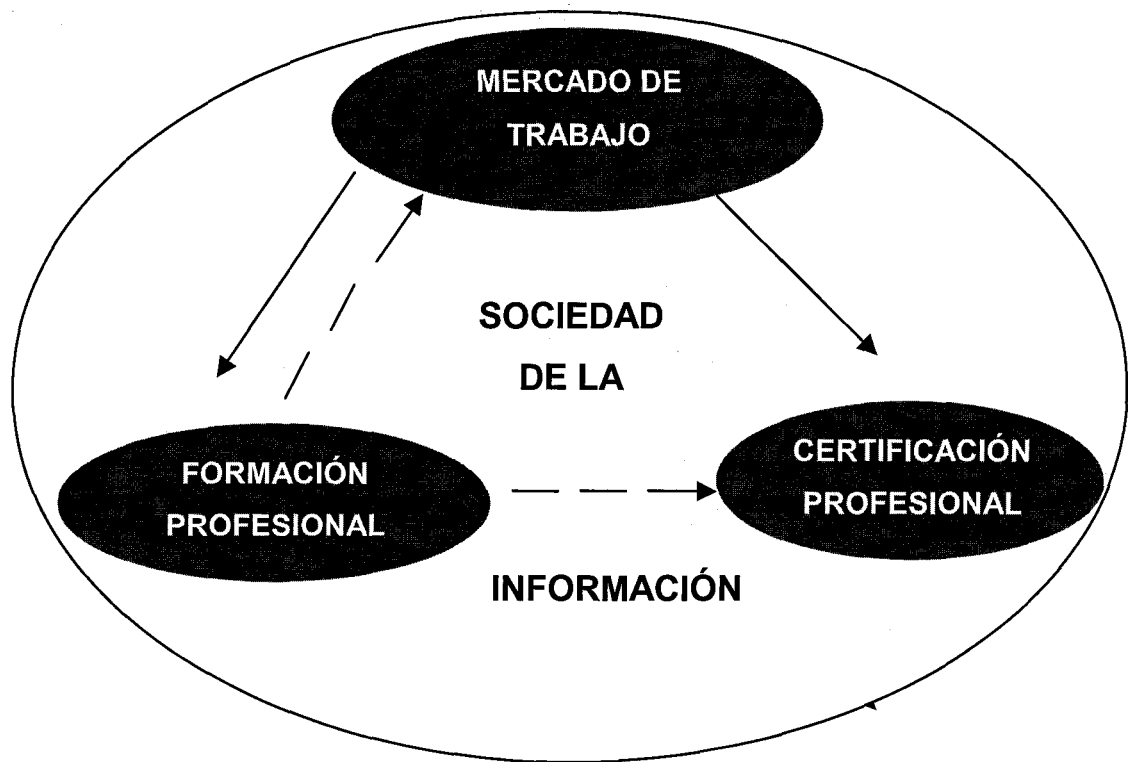 MERCADO DE
TRABAJO
SOCIEDAD
DE LA
FORMACIÓN
PROFESIONAL
CERTIFICACIÓN
PROFESIONAL
INFORMACIÓN